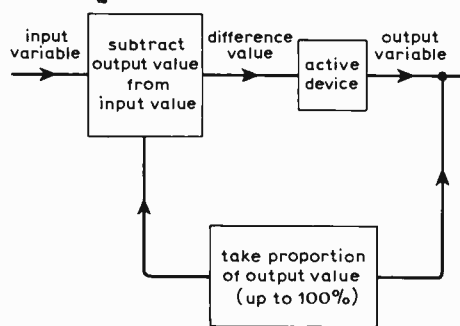 input
variable
subtract
output value
from
input value
difference
value
active
device
output
variable
take proportion
of output value
(up to 100%)